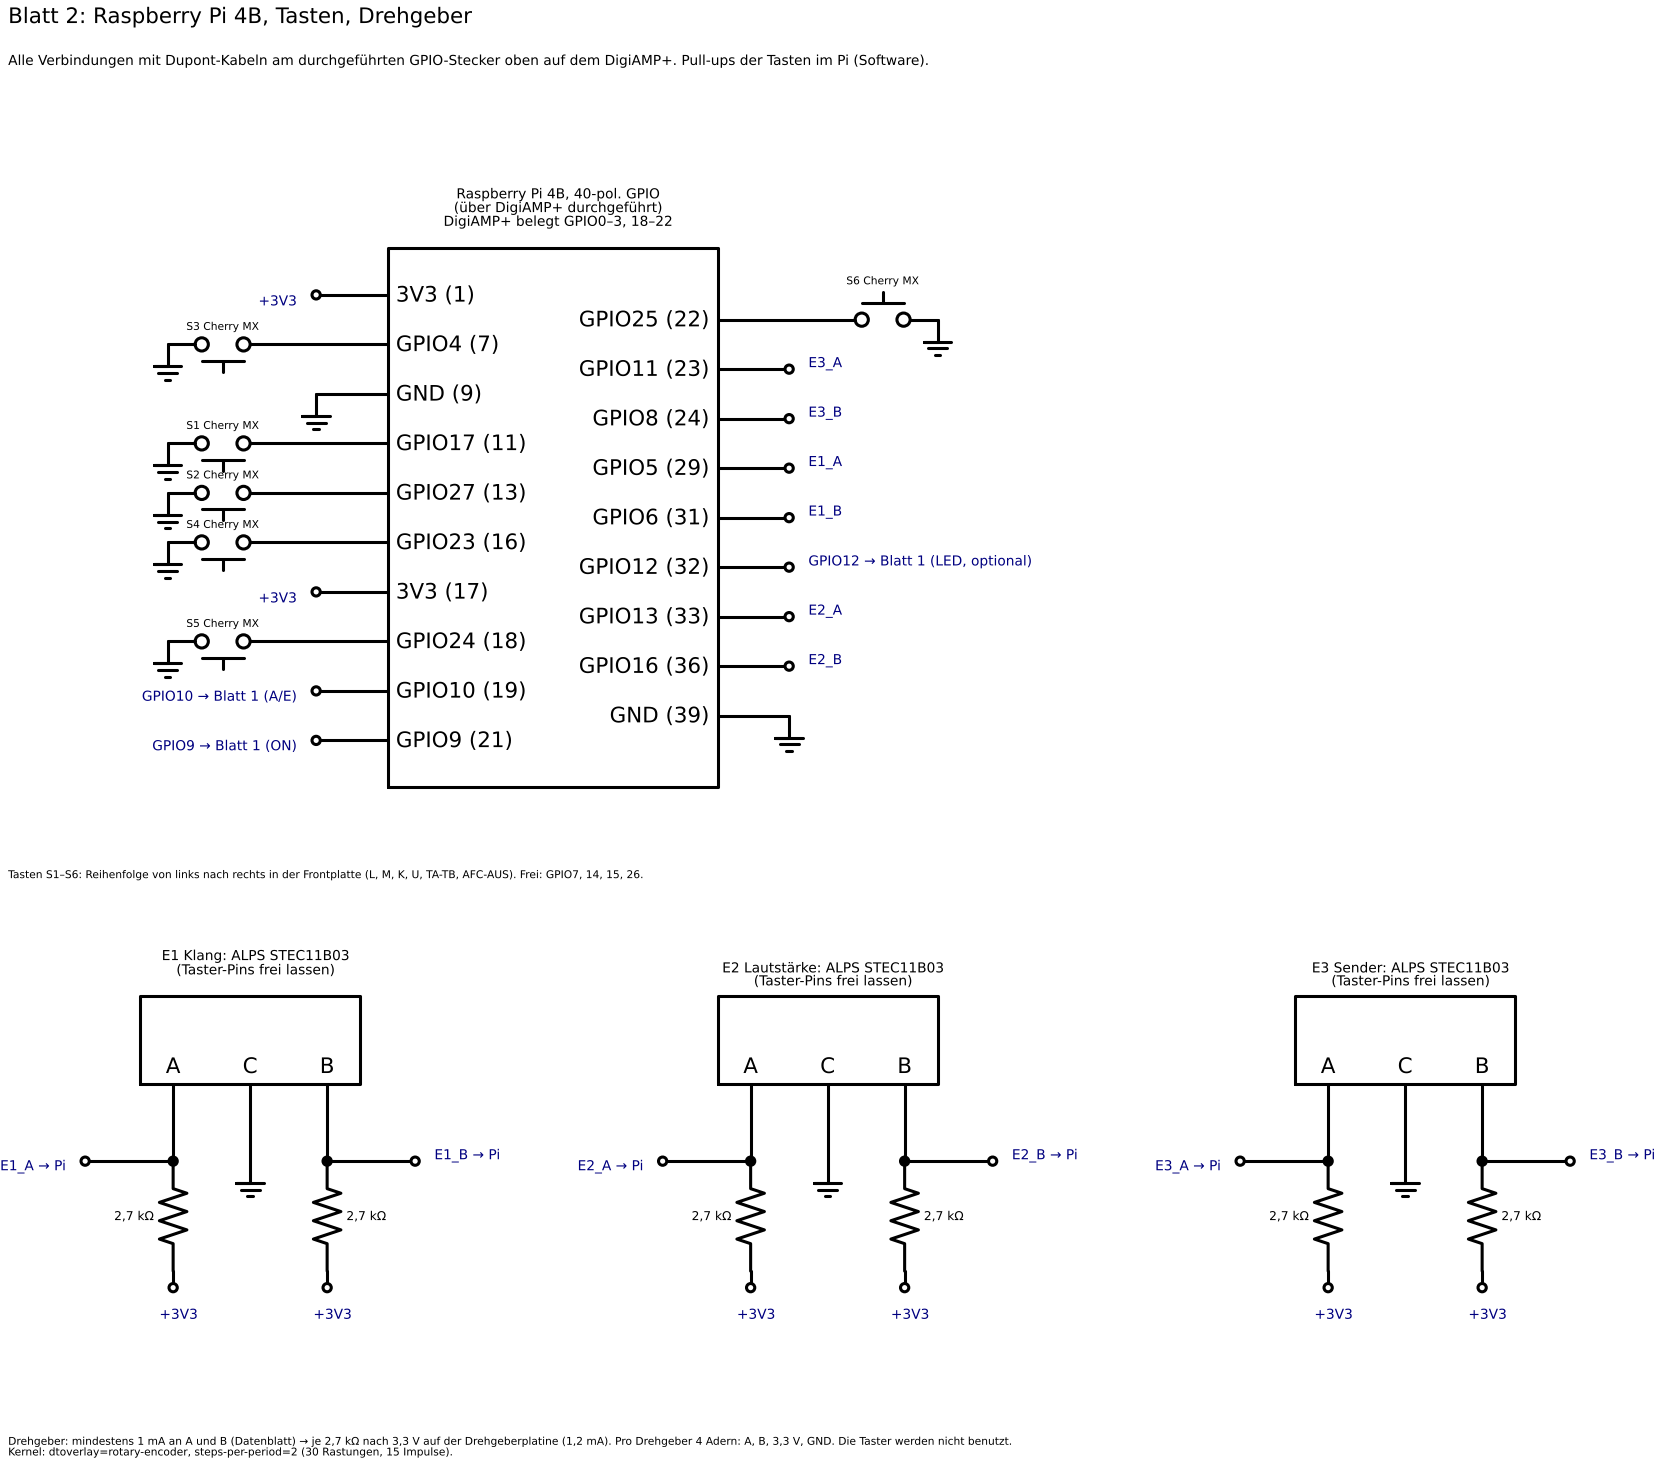 Blatt 2: Raspberry Pi 4B, Tasten, Drehgeber
Alle Verbindungen mit Dupont-Kabeln am durchgeführten GPIO-Stecker oben auf dem DigiAMP+. Pull-ups der Tasten im Pi (Software).
Raspberry Pi 4B, 40-pol. GPIO
(über DigiAMP+ durchgeführt)
DigiAMP+ belegt GPIO0–3, 18–22
+3V3
3V3 (1)
S3 Cherry MX
GPIO4 (7)
GND (9)
S1 Cherry MX
GPIO17 (11)
S2 Cherry MX
GPIO27 (13)
S4 Cherry MX
GPIO23 (16)
+3V3
3V3 (17)
S5 Cherry MX
GPIO24 (18)
GPIO10 → Blatt 1 (A/E)
GPIO10 (19)
GPIO9 → Blatt 1 (ON)
GPIO9 (21)
S6 Cherry MX
GPIO25 (22)
GPIO11 (23)
E3_A
GPIO8 (24)
E3_B
GPIO5 (29)
E1_A
GPIO6 (31)
E1_B
GPIO12 (32)
GPIO12 → Blatt 1 (LED, optional)
GPIO13 (33)
E2_A
GPIO16 (36)
E2_B
GND (39)
Tasten S1–S6: Reihenfolge von links nach rechts in der Frontplatte (L, M, K, U, TA-TB, AFC-AUS). Frei: GPIO7, 14, 15, 26.
E1 Klang: ALPS STEC11B03
(Taster-Pins frei lassen)
A C B
E1_A → Pi
E1_B → Pi
2,7 kΩ
2,7 kΩ
+3V3
+3V3
E2 Lautstärke: ALPS STEC11B03
(Taster-Pins frei lassen)
A C B
E2_A → Pi
E2_B → Pi
2,7 kΩ
2,7 kΩ
+3V3
+3V3
E3 Sender: ALPS STEC11B03
(Taster-Pins frei lassen)
A C B
E3_A → Pi
E3_B → Pi
2,7 kΩ
2,7 kΩ
+3V3
+3V3
Drehgeber: mindestens 1 mA an A und B (Datenblatt) → je 2,7 kΩ nach 3,3 V auf der Drehgeberplatine (1,2 mA). Pro Drehgeber 4 Adern: A, B, 3,3 V, GND. Die Taster werden nicht benutzt.
Kernel: dtoverlay=rotary-encoder, steps-per-period=2 (30 Rastungen, 15 Impulse).